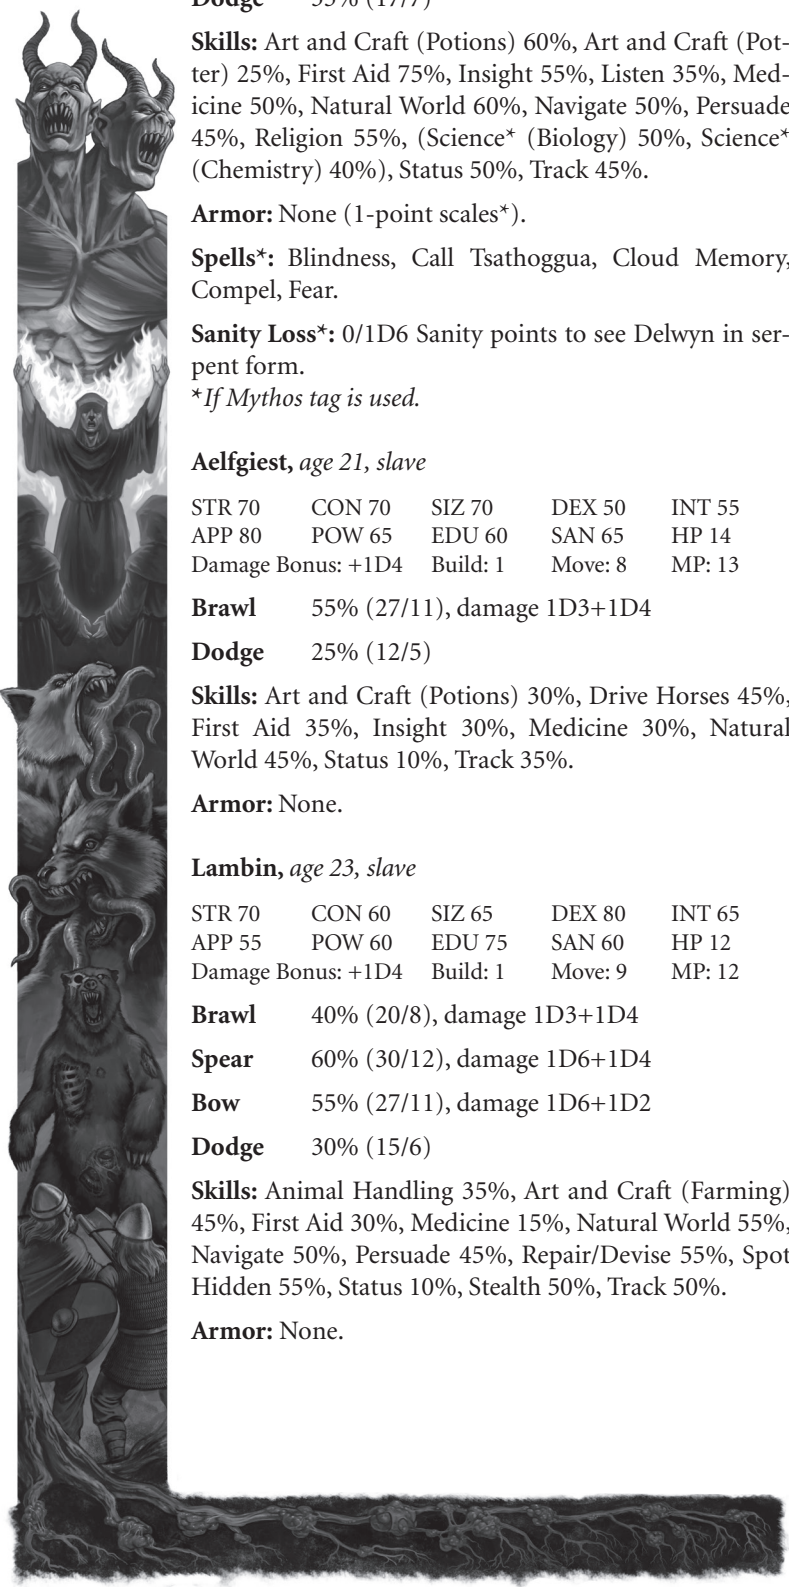 Dodge 35% (17/7)
Skills: Art and Craft (Potions) 60%, Art and Craft (Pot-
ter) 25%, First Aid 75%, Insight 55%, Listen 35%, Med-
icine 50%, Natural World 60%, Navigate 50%, Persuade
45%, Religion 55%, (Science* (Biology) 50%, Science*
(Chemistry) 40%), Status 50%, Track 45%.
Armor: None (1-point scales*).
Spells*: Blindness, Call Tsathoggua, Cloud Memory,
Compel, Fear.
Sanity Loss*: 0/1D6 Sanity points to see Delwyn in ser-
pent form.
*If Mythos tag is used.
Aelfgiest, age 21, slave
STR 70 CON 70 SIZ 70 DEX 50 INT 55
APP 80 POW 65 EDU 60 SAN 65 HP 14
Damage Bonus: +1D4 Build: 1 Move: 8 MP: 13
Brawl 55% (27/11), damage 1D3+1D4
Dodge 25% (12/5)
Skills: Art and Craft (Potions) 30%, Drive Horses 45%,
First Aid 35%, Insight 30%, Medicine 30%, Natural
World 45%, Status 10%, Track 35%.
Armor: None.
Lambin, age 23, slave
STR 70 CON 60 SIZ 65 DEX 80 INT 65
APP 55 POW 60 EDU 75 SAN 60 HP 12
Damage Bonus: +1D4 Build: 1 Move: 9 MP: 12
Brawl 40% (20/8), damage 1D3+1D4
Spear 60% (30/12), damage 1D6+1D4
Bow 55% (27/11), damage 1D6+1D2
Dodge 30% (15/6)
Skills: Animal Handling 35%, Art and Craft (Farming)
45%, First Aid 30%, Medicine 15%, Natural World 55%,
Navigate 50%, Persuade 45%, Repair/Devise 55%, Spot
Hidden 55%, Status 10%, Stealth 50%, Track 50%.
Armor: None.